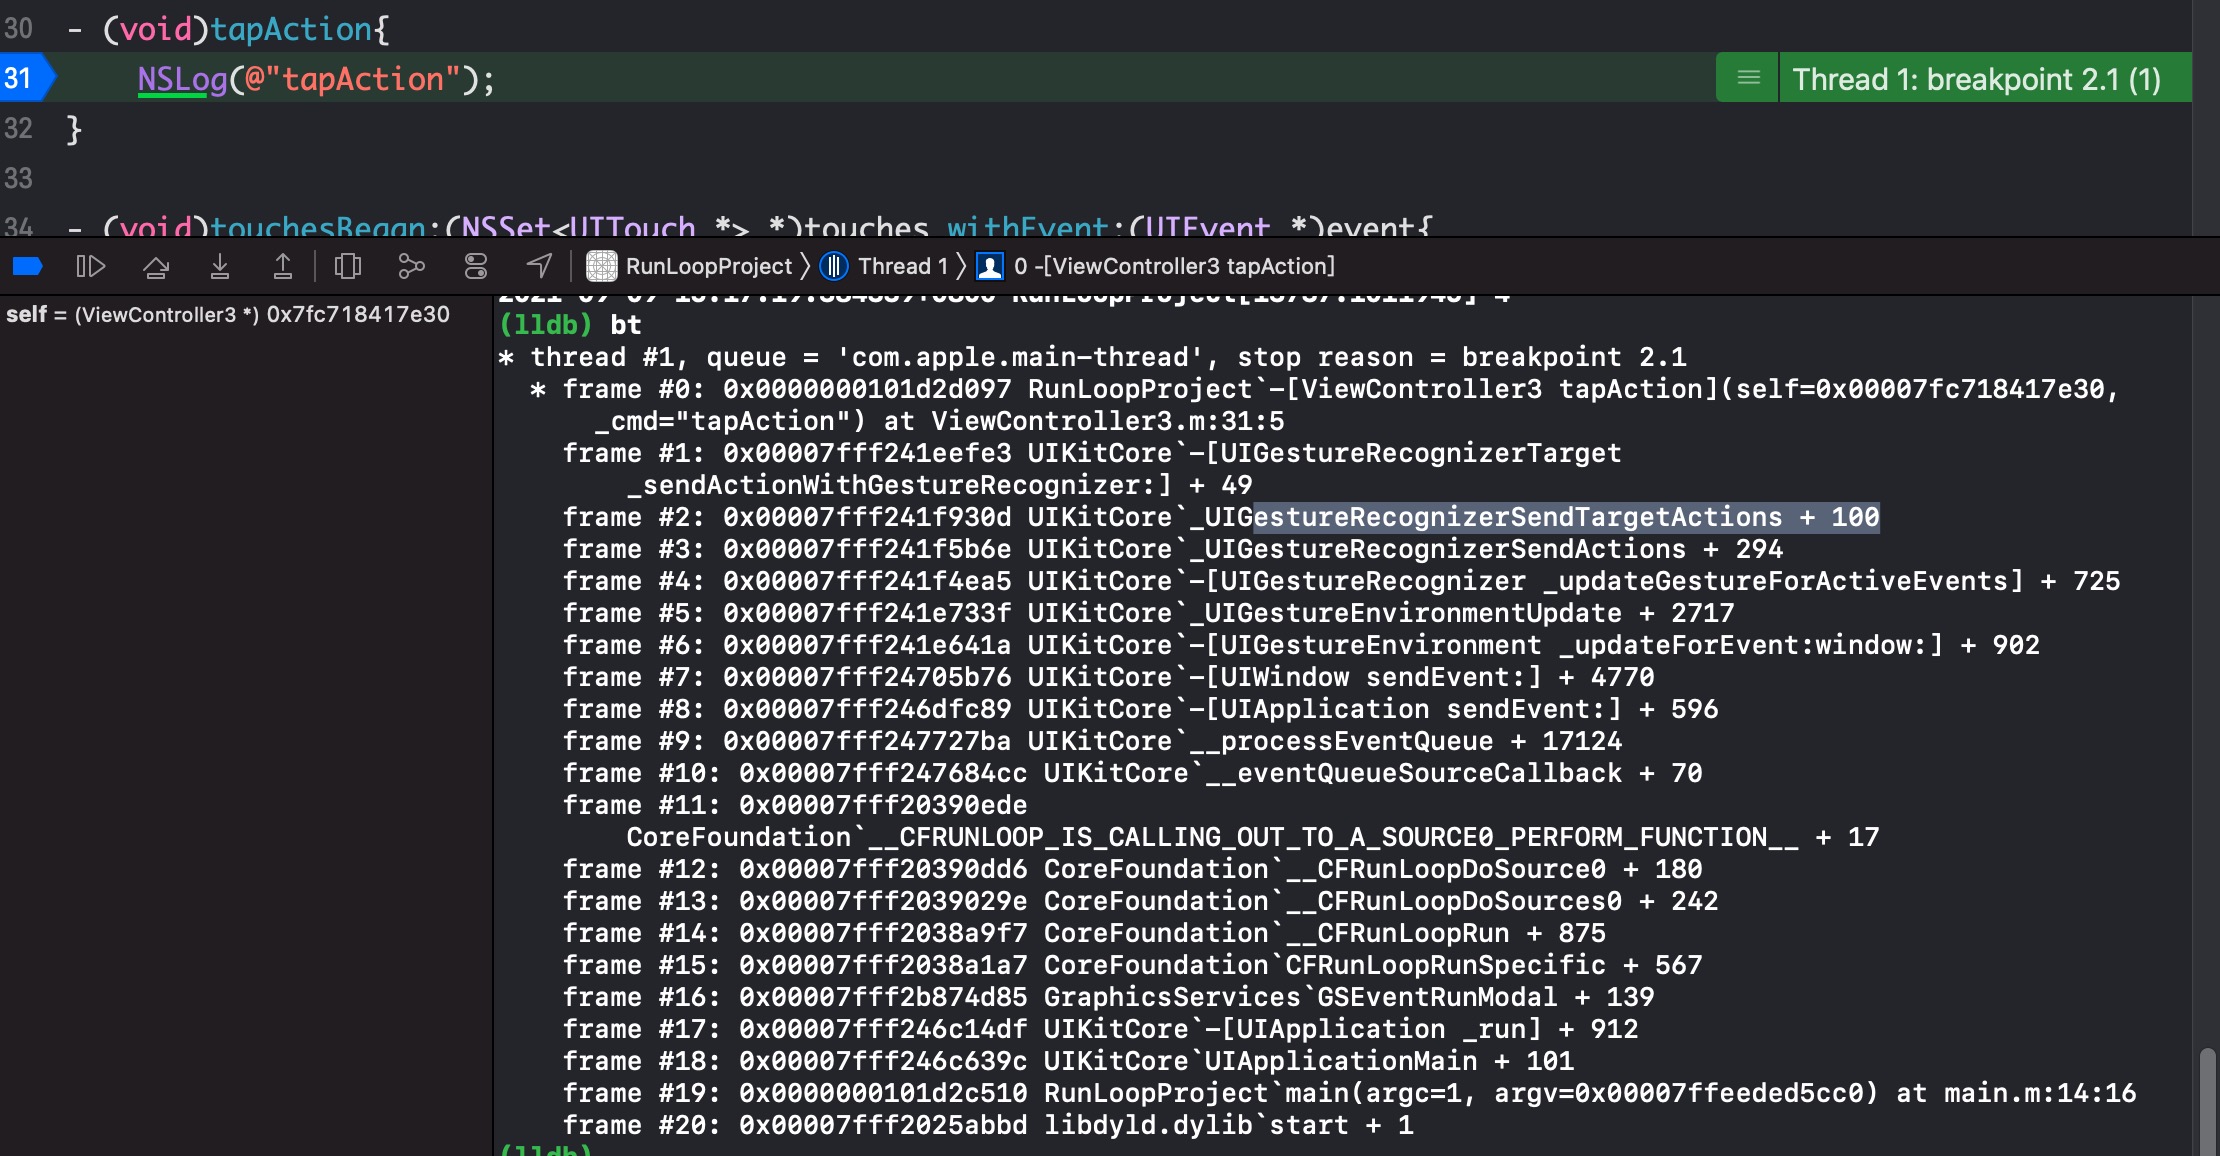 30 - (void)tapAction{
31 NSLog(@"tapAction"); Thread 1: breakpoint 2.1 (1)
32 }
33
34 - (void)touchesBegan:(NSSet<UITouch *> *)touches withEvent:(UIEvent *)event{
RunLoopProject 〉 Thread 1 〉 0 -[ViewController3 tapAction]
self = (ViewController3 *) 0x7fc718417e30
(lldb) bt
* thread #1, queue = 'com.apple.main-thread', stop reason = breakpoint 2.1
* frame #0: 0x0000000101d2d097 RunLoopProject`-[ViewController3 tapAction](self=0x00007fc718417e30,
_cmd="tapAction") at ViewController3.m:31:5
frame #1: 0x00007fff241eefe3 UIKitCore`-[UIGestureRecognizerTarget
_sendActionWithGestureRecognizer:] + 49
frame #2: 0x00007fff241f930d UIKitCore`_UIGestureRecognizerSendTargetActions + 100
frame #3: 0x00007fff241f5b6e UIKitCore`_UIGestureRecognizerSendActions + 294
frame #4: 0x00007fff241f4ea5 UIKitCore`-[UIGestureRecognizer _updateGestureForActiveEvents] + 725
frame #5: 0x00007fff241e733f UIKitCore`_UIGestureEnvironmentUpdate + 2717
frame #6: 0x00007fff241e641a UIKitCore`-[UIGestureEnvironment _updateForEvent:window:] + 902
frame #7: 0x00007fff24705b76 UIKitCore`-[UIWindow sendEvent:] + 4770
frame #8: 0x00007fff246dfc89 UIKitCore`-[UIApplication sendEvent:] + 596
frame #9: 0x00007fff247727ba UIKitCore`__processEventQueue + 17124
frame #10: 0x00007fff247684cc UIKitCore`__eventQueueSourceCallback + 70
frame #11: 0x00007fff20390ede
CoreFoundation`__CFRUNLOOP_IS_CALLING_OUT_TO_A_SOURCE0_PERFORM_FUNCTION__ + 17
frame #12: 0x00007fff20390dd6 CoreFoundation`__CFRunLoopDoSource0 + 180
frame #13: 0x00007fff2039029e CoreFoundation`__CFRunLoopDoSources0 + 242
frame #14: 0x00007fff2038a9f7 CoreFoundation`__CFRunLoopRun + 875
frame #15: 0x00007fff2038a1a7 CoreFoundation`CFRunLoopRunSpecific + 567
frame #16: 0x00007fff2b874d85 GraphicsServices`GSEventRunModal + 139
frame #17: 0x00007fff246c14df UIKitCore`-[UIApplication _run] + 912
frame #18: 0x00007fff246c639c UIKitCore`UIApplicationMain + 101
frame #19: 0x0000000101d2c510 RunLoopProject`main(argc=1, argv=0x00007ffeeded5cc0) at main.m:14:16
frame #20: 0x00007fff2025abbd libdyld.dylib`start + 1
(lldb)